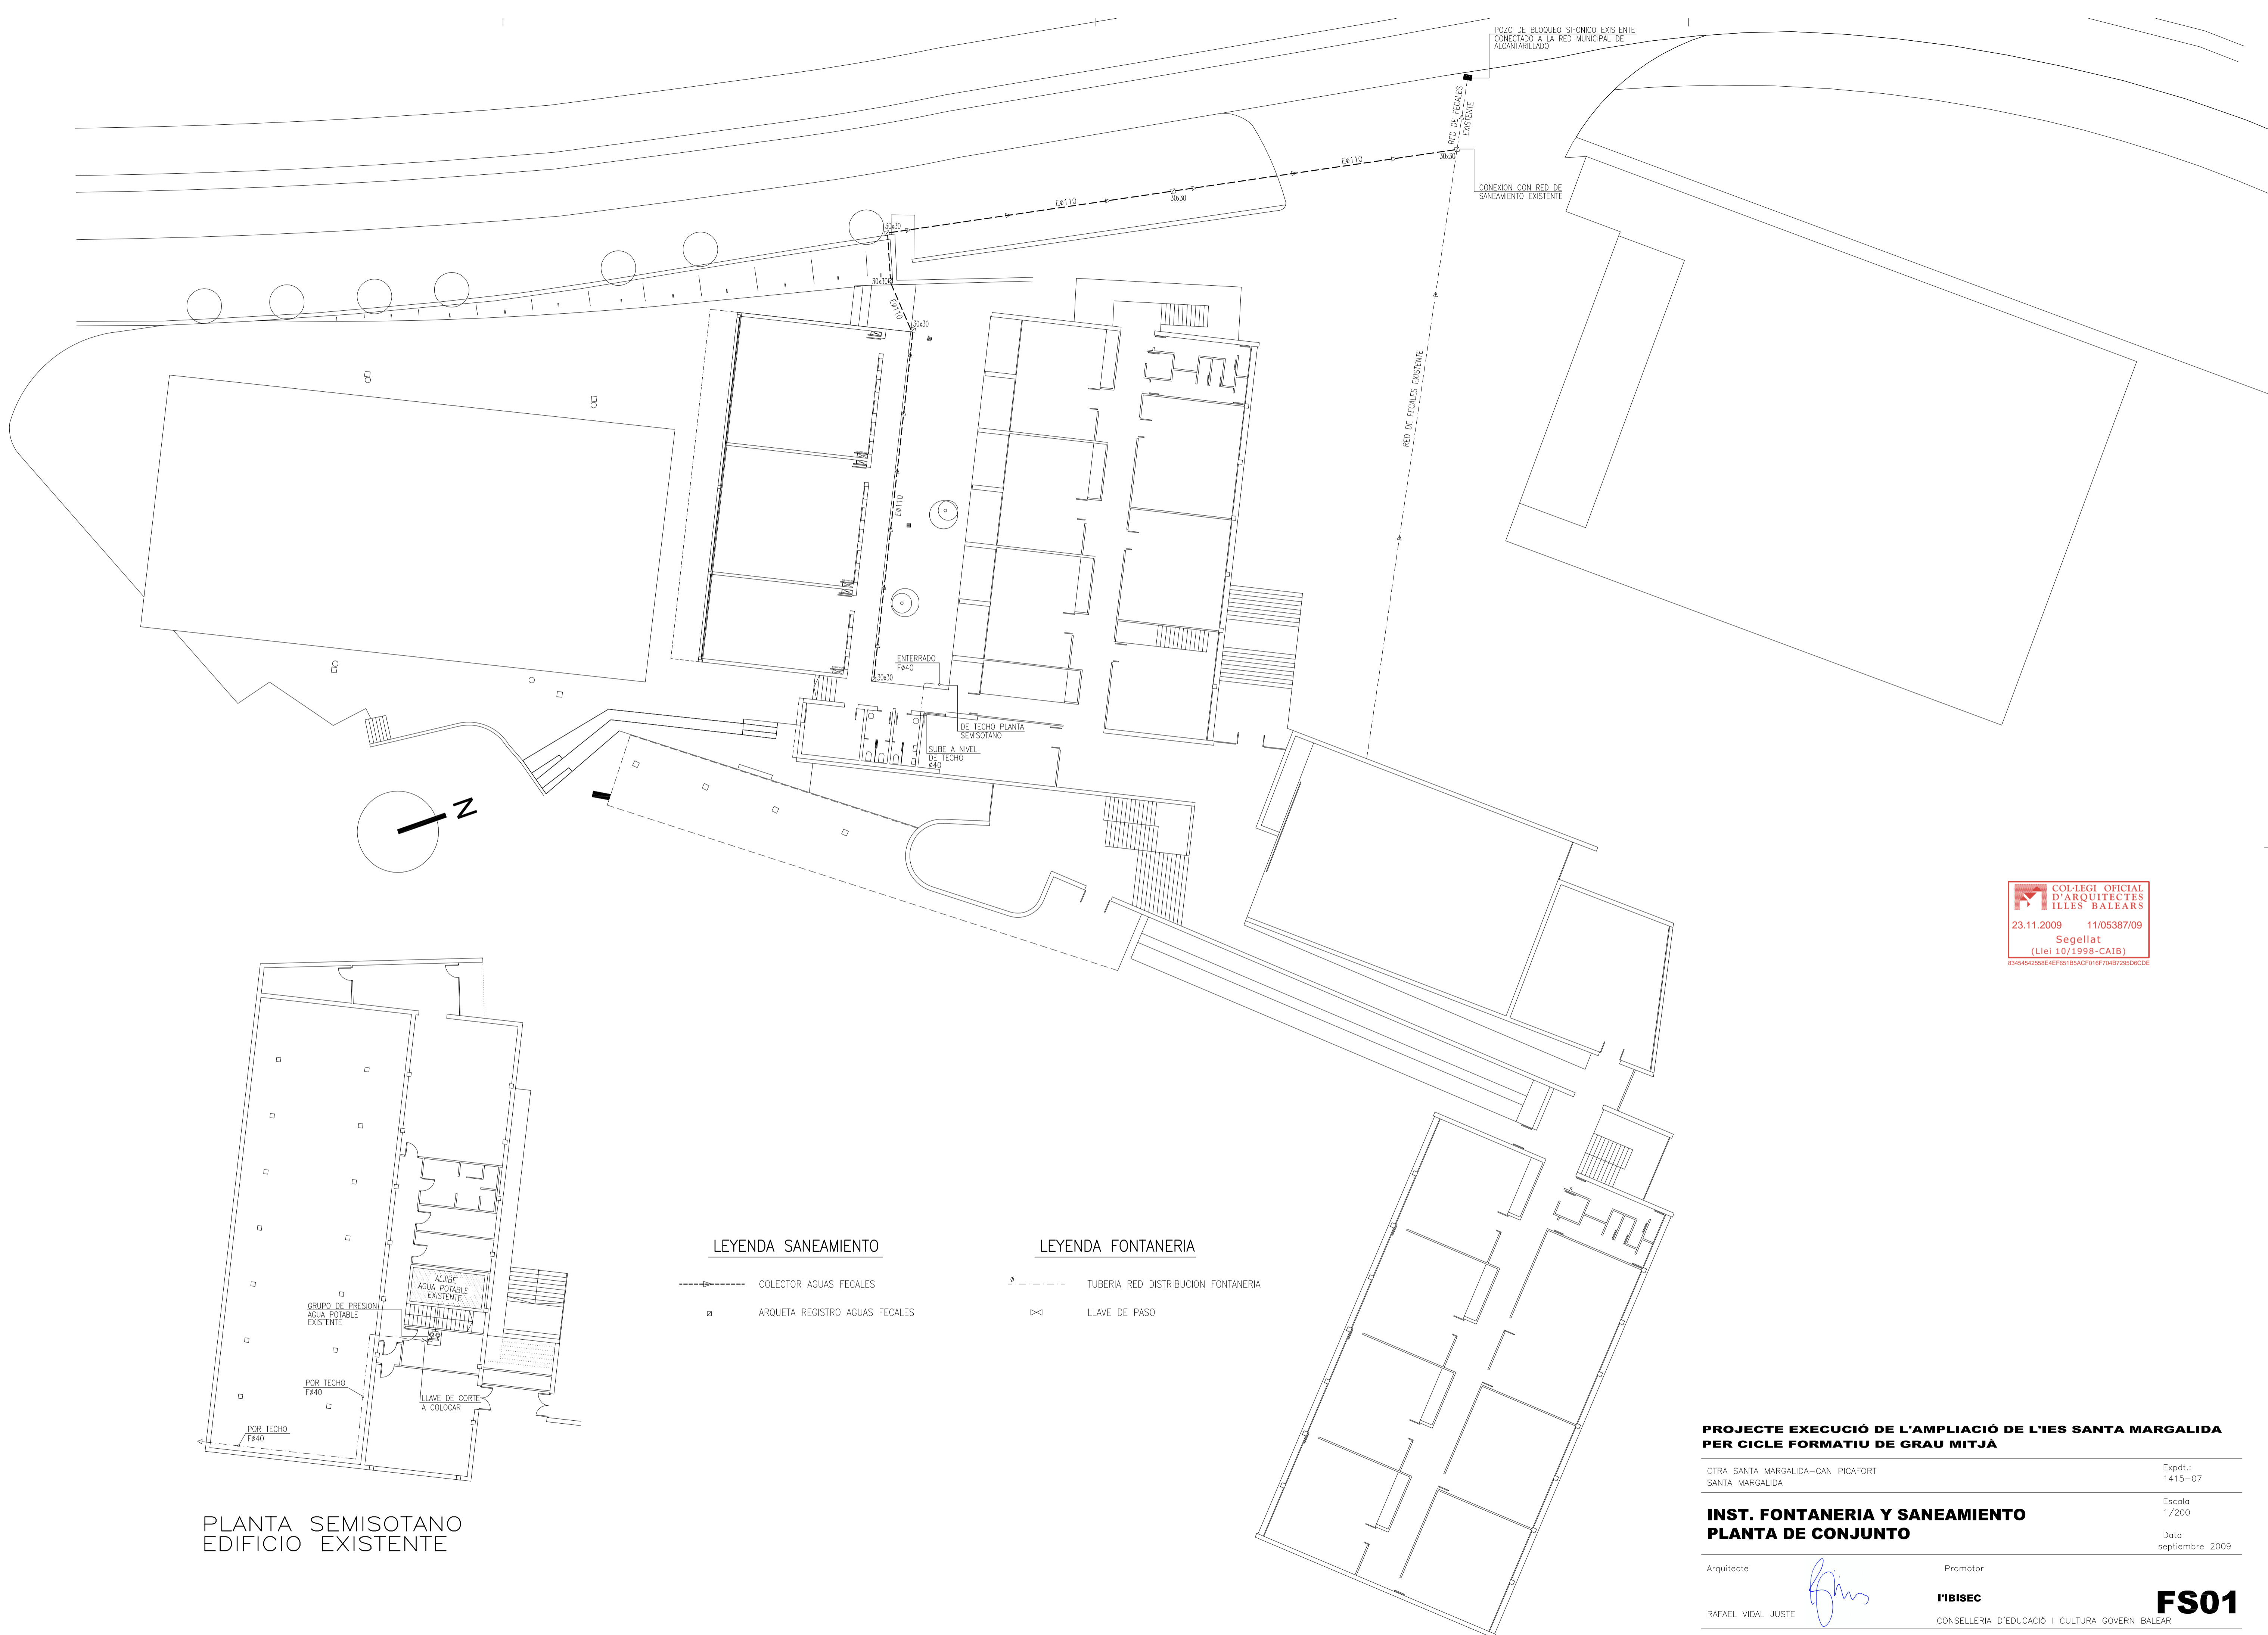 POZO DE BLOQUEO SIFONICO EXISTENTE
CONECTADO A LA RED MUNICIPAL DE
ALCANTARILLADO
RED DE FECALES
EXISTENTE
30x30
EØ110
CONEXION CON RED DE
SANEAMIENTO EXISTENTE
30x30
EØ110
30x30
30x30
EØ110
30x30
RED DE FECALES EXISTENTE
EØ110
ENTERRADO
FØ40
30x30
DE TECHO PLANTA
SEMISOTANO
SUBE A NIVEL
DE TECHO
Ø40
N
COL·LEGI OFICIAL
D'ARQUITECTES
ILLES BALEARS
23.11.2009 11/05387/09
Segellat
(Llei 10/1998-CAIB)
ALJIBE
AGUA POTABLE
EXISTENTE
GRUPO DE PRESION
AGUA POTABLE
EXISTENTE
POR TECHO
FØ40
LLAVE DE CORTE
A COLOCAR
POR TECHO
FØ40
PLANTA SEMISOTANO
EDIFICIO EXISTENTE
LEYENDA SANEAMIENTO
COLECTOR AGUAS FECALES
ARQUETA REGISTRO AGUAS FECALES
LEYENDA FONTANERIA
Ø
TUBERIA RED DISTRIBUCION FONTANERIA
LLAVE DE PASO
PROJECTE EXECUCIÓ DE L'AMPLIACIÓ DE L'IES SANTA MARGALIDA
PER CICLE FORMATIU DE GRAU MITJÀ
CTRA SANTA MARGALIDA-CAN PICAFORT
SANTA MARGALIDA
Expdt.:
1415-07
INST. FONTANERIA Y SANEAMIENTO
PLANTA DE CONJUNTO
Escala
1/200
Data
septiembre 2009
Arquitecte
RAFAEL VIDAL JUSTE
Promotor
l'IBISEC
CONSELLERIA D'EDUCACIÓ I CULTURA GOVERN BALEAR
FS01